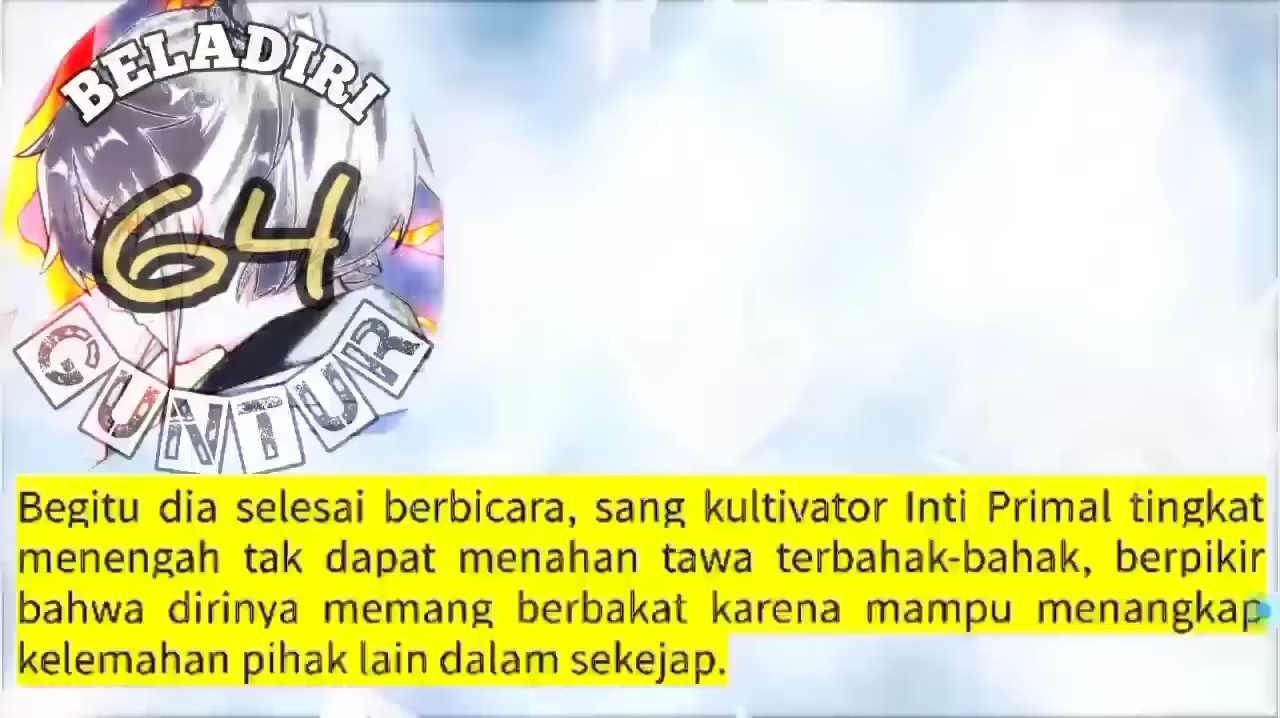 BELADIRI
64
GUNTUR
Begitu dia selesai berbicara, sang kultivator Inti Primal tingkat
menengah tak dapat menahan tawa terbahak-bahak, berpikir
bahwa dirinya memang berbakat karena mampu menangkap
kelemahan pihak lain dalam sekejap.